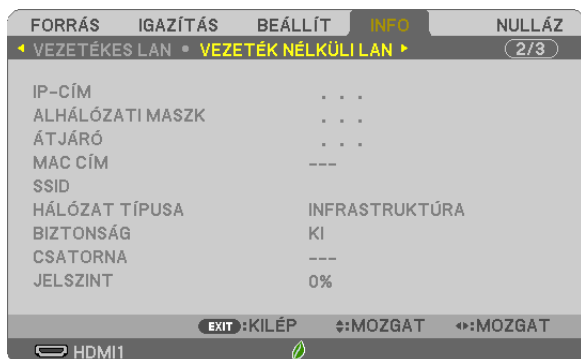 FORRÁS IGAZÍTÁS BEÁLLÍT INFO NULLÁZ
VEZETÉKES LAN • VEZETÉK NÉLKÜLI LAN 2/3
IP-CÍM . . .
ALHÁLÓZATI MASZK . . .
ÁTJÁRÓ . . .
MAC CÍM ---
SSID
HÁLÓZAT TÍPUSA INFRASTRUKTÚRA
BIZTONSÁG KI
CSATORNA ---
JELSZINT 0%
EXIT :KILÉP :MOZGAT :MOZGAT
HDMI1